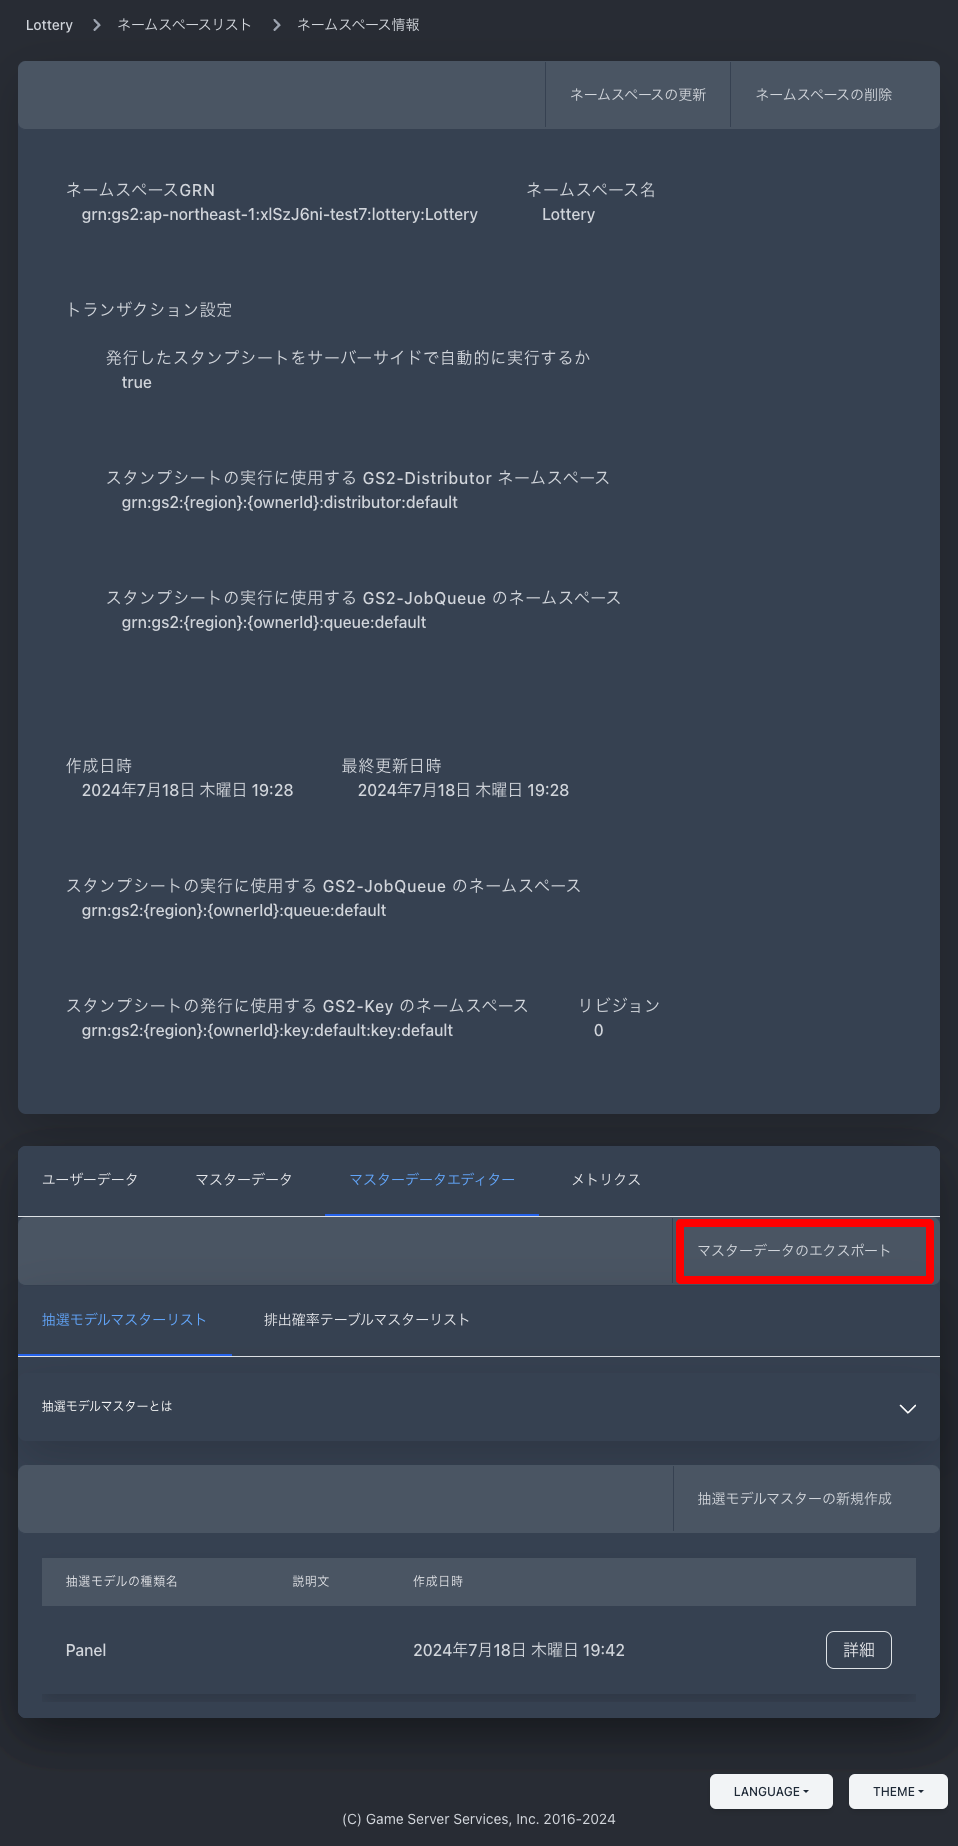 Lottery > ネームスペースリスト > ネームスペース情報
ネームスペースの更新 ネームスペースの削除
ネームスペースGRN ネームスペース名
grn:gs2:ap-northeast-1:xlSzJ6ni-test7:lottery:Lottery Lottery
トランザクション設定
発行したスタンプシートをサーバーサイドで自動的に実行するか
true
スタンプシートの実行に使用する GS2-Distributor ネームスペース
grn:gs2:{region}:{ownerId}:distributor:default
スタンプシートの実行に使用する GS2-JobQueue のネームスペース
grn:gs2:{region}:{ownerId}:queue:default
作成日時 最終更新日時
2024年7月18日 木曜日 19:28 2024年7月18日 木曜日 19:28
スタンプシートの実行に使用する GS2-JobQueue のネームスペース
grn:gs2:{region}:{ownerId}:queue:default
スタンプシートの発行に使用する GS2-Key のネームスペース リビジョン
grn:gs2:{region}:{ownerId}:key:default:key:default 0
ユーザーデータ マスターデータ マスターデータエディター メトリクス
マスターデータのエクスポート
抽選モデルマスターリスト 排出確率テーブルマスターリスト
抽選モデルマスターとは
抽選モデルマスターの新規作成
抽選モデルの種類名 説明文 作成日時
Panel 2024年7月18日 木曜日 19:42 詳細
LANGUAGE THEME
(C) Game Server Services, Inc. 2016-2024